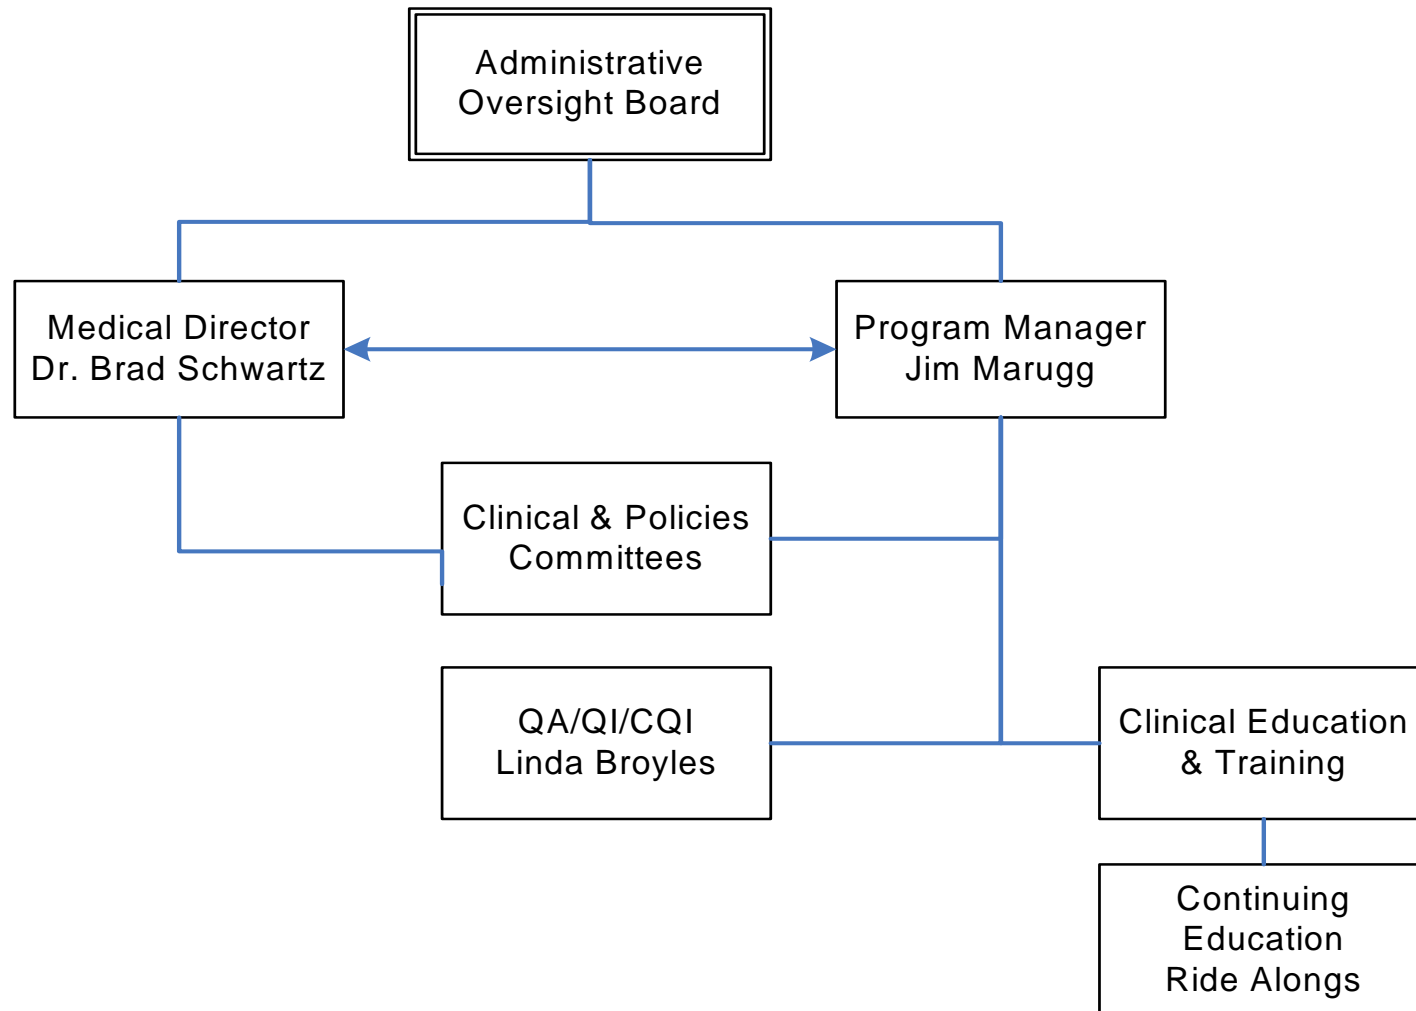 Administrative
Oversight Board
Medical Director
Dr. Brad Schwartz
Program Manager
Jim Marugg
Clinical & Policies
Committees
QA/QI/CQI
Linda Broyles
Clinical Education
& Training
Continuing
Education
Ride Alongs